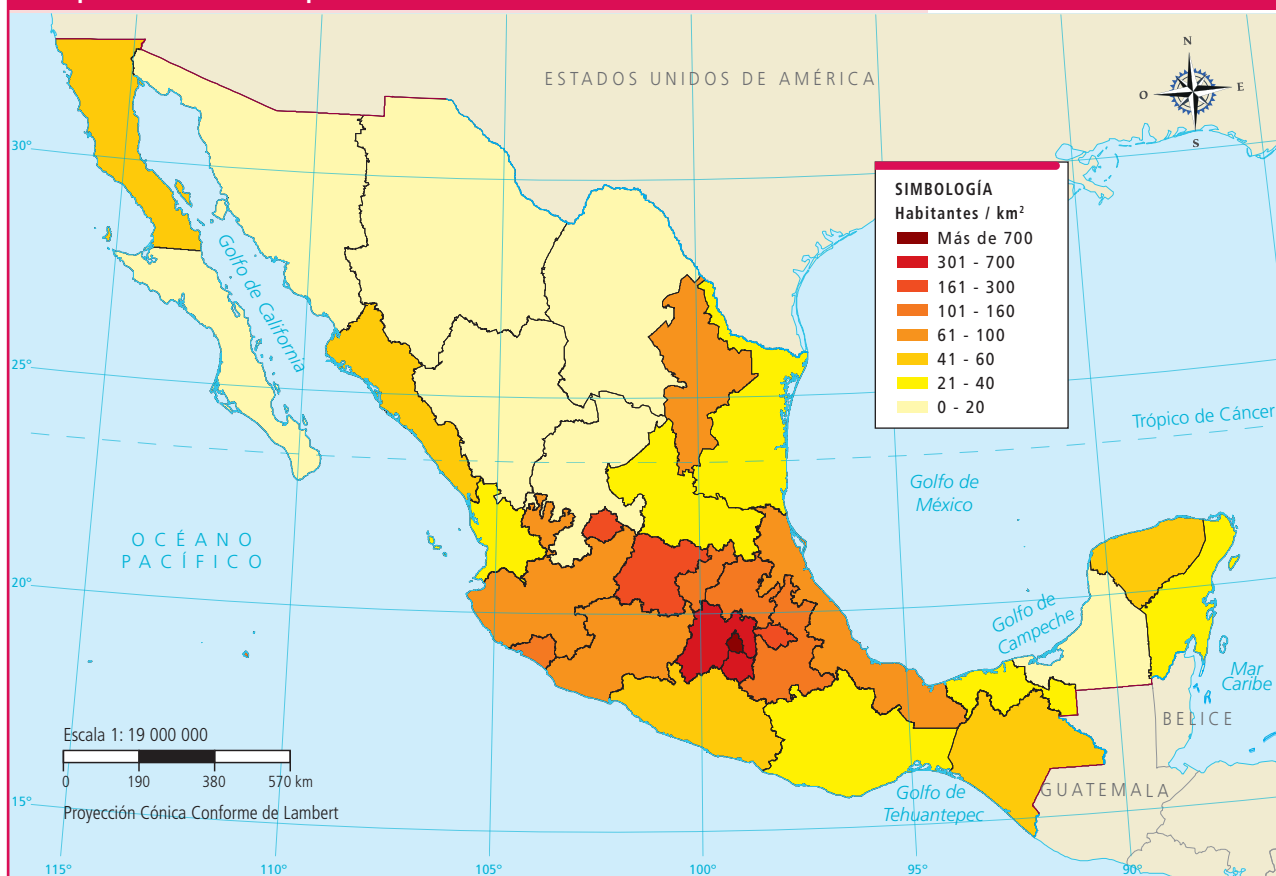 ESTADOS UNIDOS DE AMÉRICA
N
O
E
S
30°
SIMBOLOGÍA
Habitantes / km²
Más de 700
301 - 700
161 - 300
101 - 160
61 - 100
41 - 60
21 - 40
0 - 20
Golfo de California
25°
Trópico de Cáncer
Golfo de
México
OCÉANO
PACÍFICO
20°
Golfo de
Campeche
Mar
Caribe
BELICE
Escala 1: 19 000 000
0 190 380 570 km
Proyección Cónica Conforme de Lambert
GUATEMALA
Golfo de
Tehuantepec
15°
115° 110° 105° 100° 95° 90°